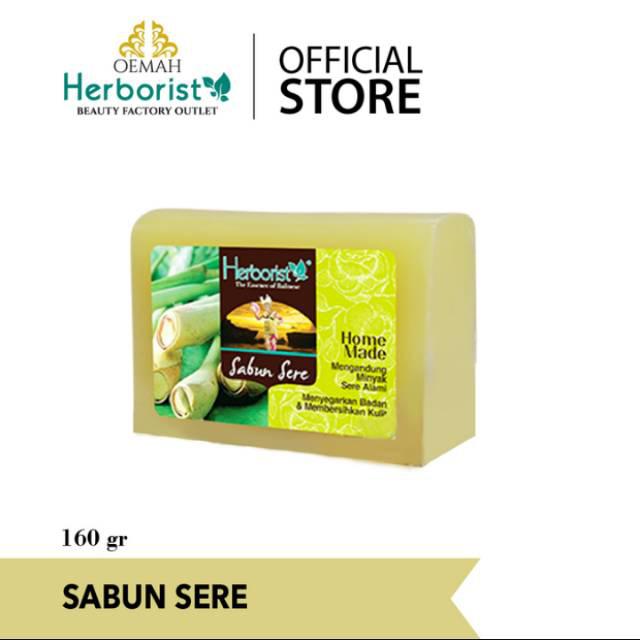 OEMAH
Herborist
BEAUTY FACTORY OUTLET
OFFICIAL
STORE
Herborist
The Essence of Balinese
Sabun Sere
Home
Made
Mengandung
Minyak
Sere Alami
Menyegarkan Badan
& Membersihkan Kulit
160 gr
SABUN SERE